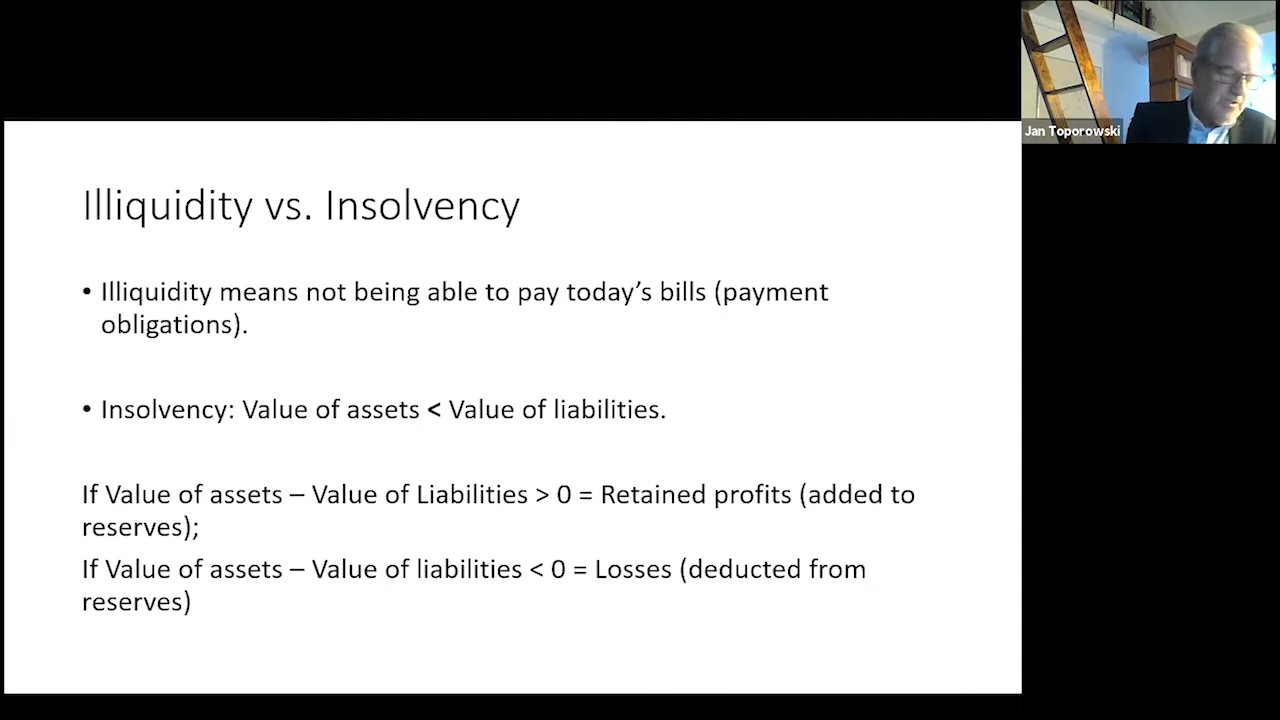 Jan Toporowski
Illiquidity vs. Insolvency
• Illiquidity means not being able to pay today’s bills (payment
obligations).
• Insolvency: Value of assets < Value of liabilities.
If Value of assets – Value of Liabilities > 0 = Retained profits (added to
reserves);
If Value of assets – Value of liabilities < 0 = Losses (deducted from
reserves)